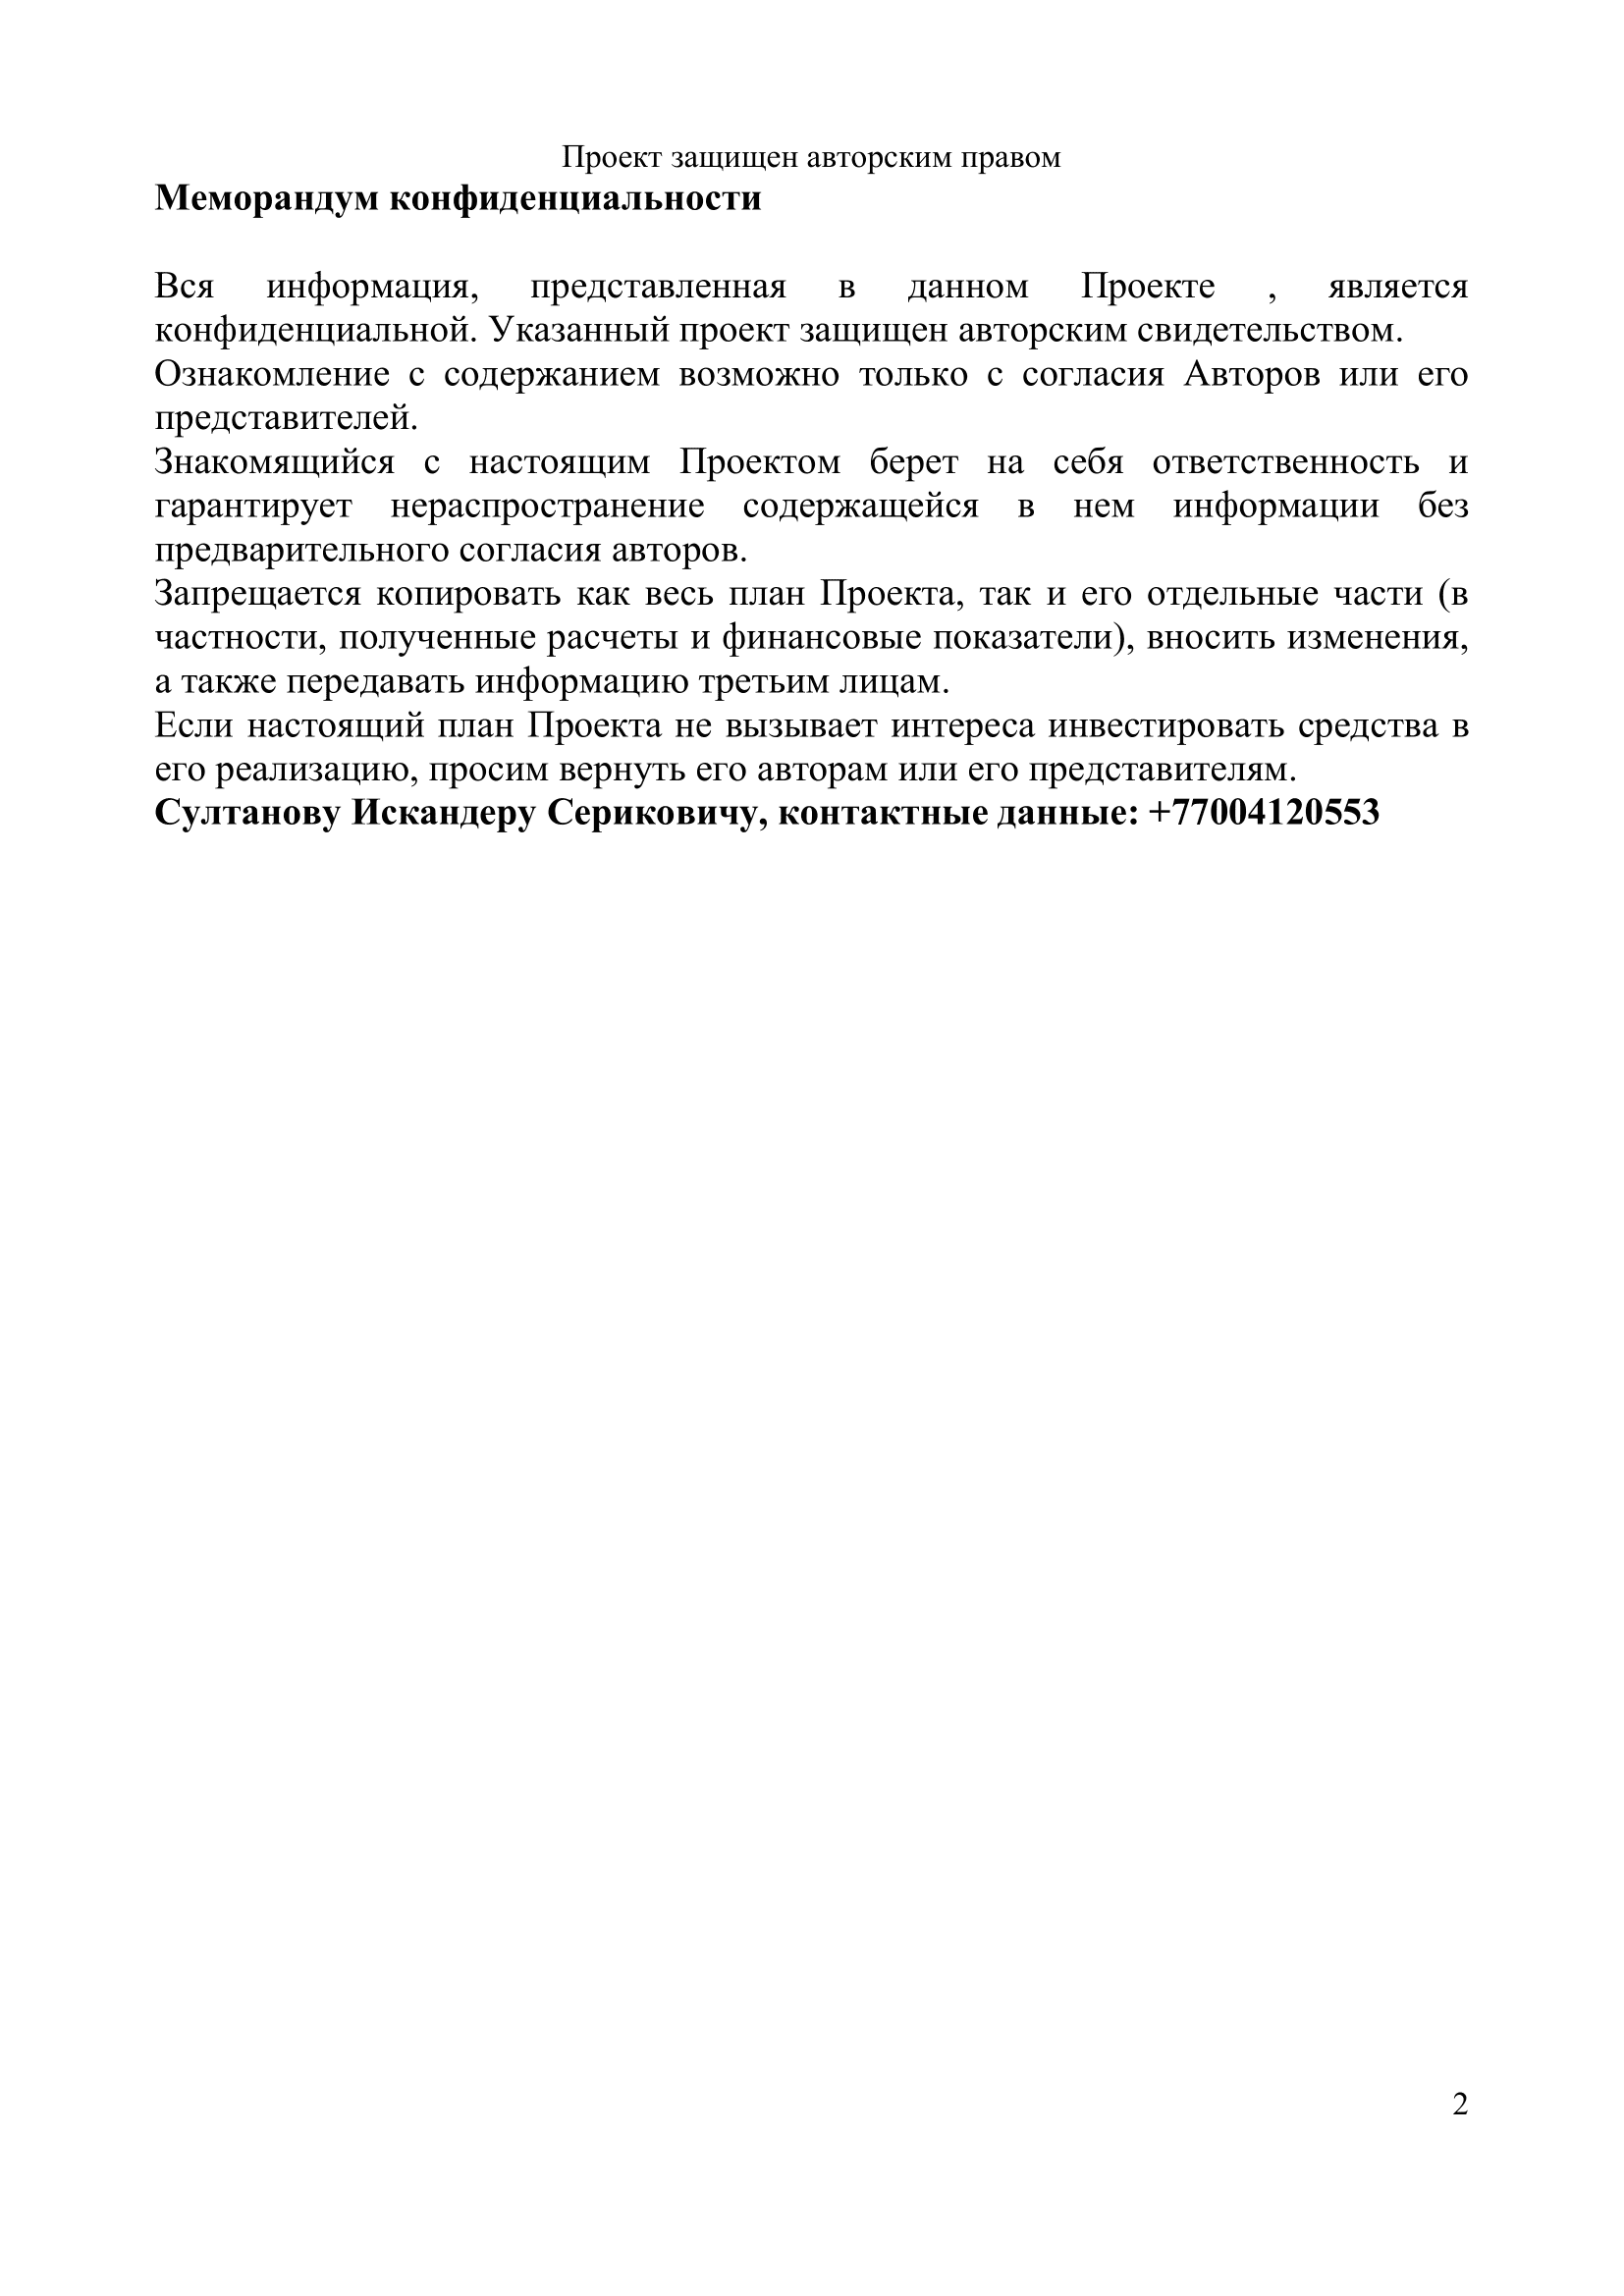 Проект защищен авторским правом
Меморандум конфиденциальности
Вся информация, представленная в данном Проекте , является
конфиденциальной. Указанный проект защищен авторским свидетельством.
Ознакомление с содержанием возможно только с согласия Авторов или его
представителей.
Знакомящийся с настоящим Проектом берет на себя ответственность и
гарантирует нераспространение содержащейся в нем информации без
предварительного согласия авторов.
Запрещается копировать как весь план Проекта, так и его отдельные части (в
частности, полученные расчеты и финансовые показатели), вносить изменения,
а также передавать информацию третьим лицам.
Если настоящий план Проекта не вызывает интереса инвестировать средства в
его реализацию, просим вернуть его авторам или его представителям.
Султанову Искандеру Сериковичу, контактные данные: +77004120553
2